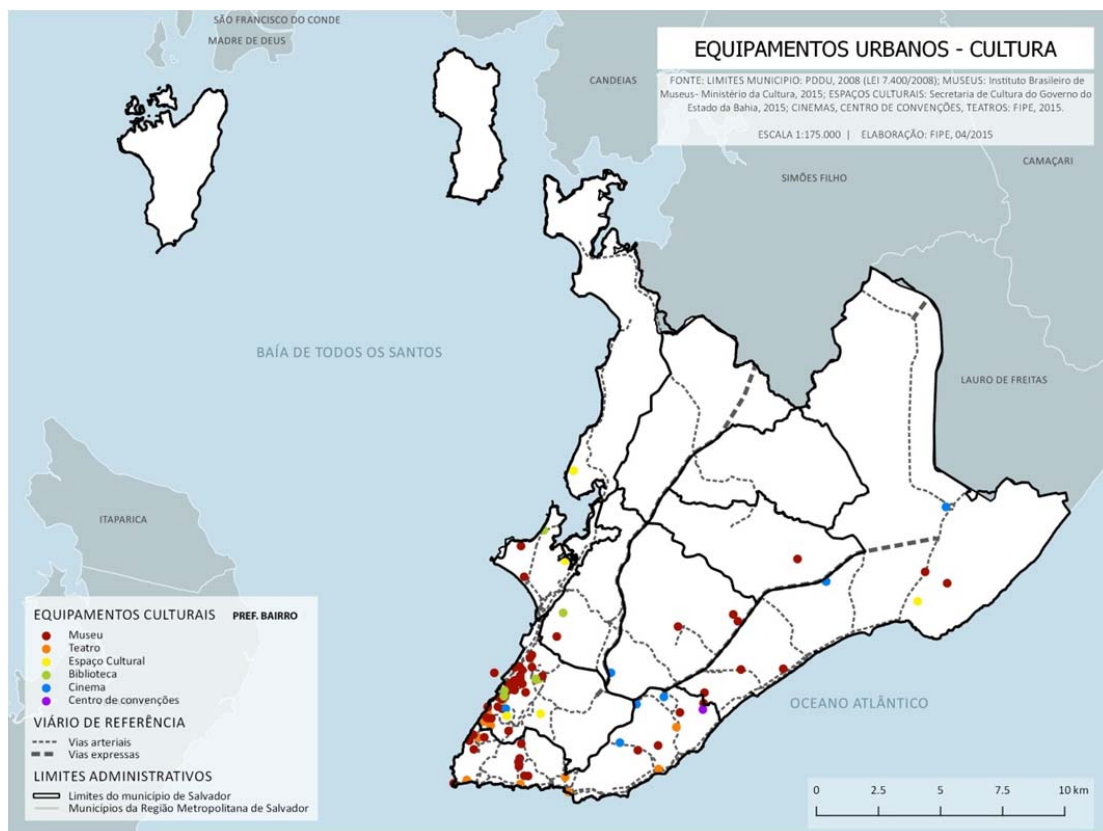 SÃO FRANCISCO DO CONDE
MADRE DE DEUS
CANDEIAS
EQUIPAMENTOS URBANOS - CULTURA
FONTE: LIMITES MUNICIPIO: PDDU, 2008 (LEI 7.400/2008); MUSEUS: Instituto Brasileiro de
Museus- Ministério da Cultura, 2015; ESPAÇOS CULTURAIS: Secretaria de Cultura do Governo do
Estado da Bahia, 2015; CINEMAS, CENTRO DE CONVENÇÕES, TEATROS: FIPE, 2015.
ESCALA 1:175.000 | ELABORAÇÃO: FIPE, 04/2015
CAMAÇARI
SIMÕES FILHO
BAÍA DE TODOS OS SANTOS
LAURO DE FREITAS
ITAPARICA
OCEANO ATLÂNTICO
EQUIPAMENTOS CULTURAIS PREF. BAIRRO
Museu
Teatro
Espaço Cultural
Biblioteca
Cinema
Centro de convenções
VIÁRIO DE REFERÊNCIA
Vias arteriais
Vias expressas
LIMITES ADMINISTRATIVOS
Limites do município de Salvador
Municípios da Região Metropolitana de Salvador
0 2.5 5 7.5 10 km